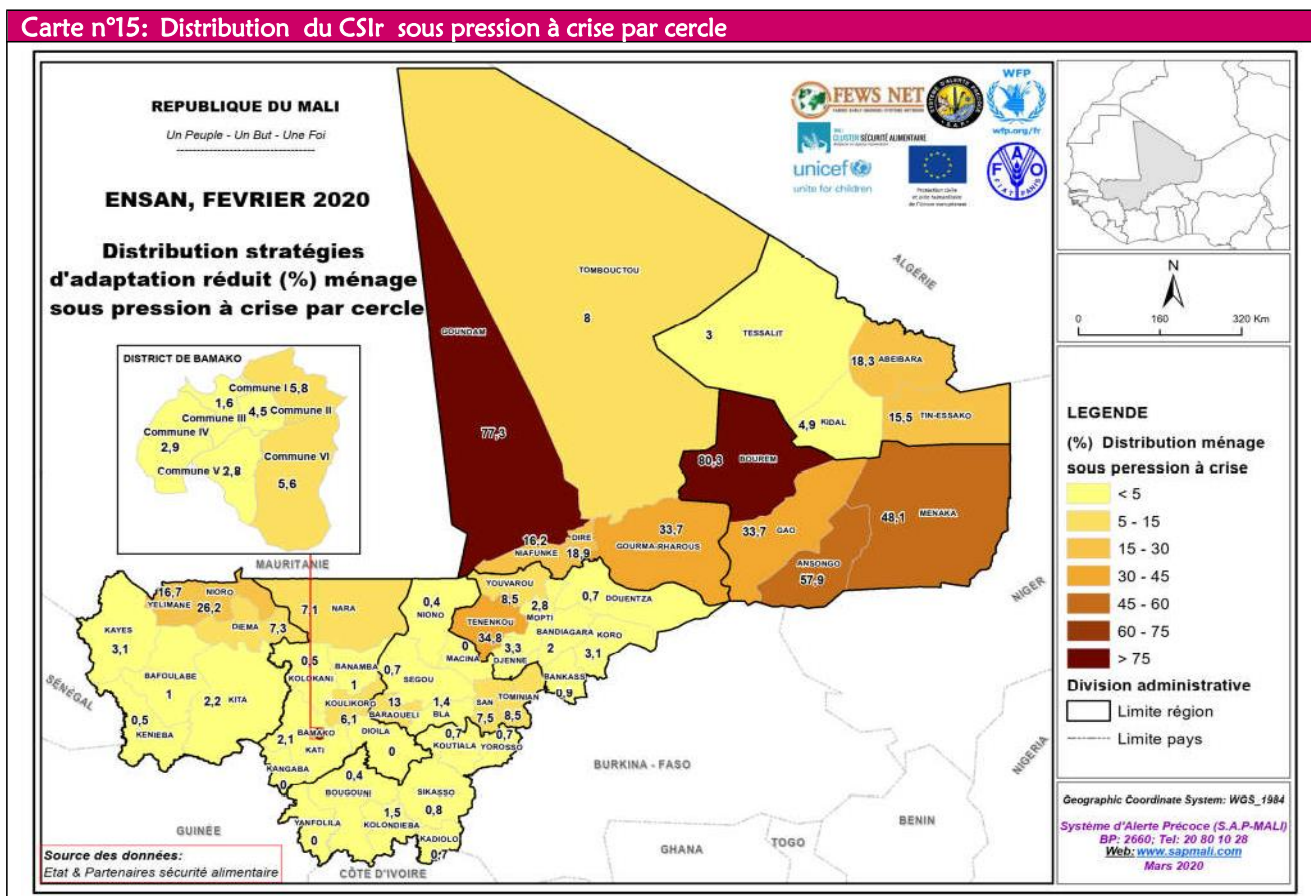 Carte n°15: Distribution du CSIr sous pression à crise par cercle
REPUBLIQUE DU MALI
Un Peuple - Un But - Une Foi
ENSAN, FEVRIER 2020
Distribution stratégies
d'adaptation réduit (%) ménage
sous pression à crise par cercle
FEWS NET
WFP
wfp.org/fr
CLUSTER SÉCURITÉ ALIMENTAIRE
unicef
unite for children
Protection civile
et aide humanitaire
FAO
FIAT PANIS
DISTRICT DE BAMAKO
Commune I 5,8
1,6
Commune III 4,5 Commune II
Commune IV
2,9
Commune V 2,8
Commune VI
5,6
ALGÉRIE
TOMBOUCTOU
8
GOUNDAM
77,3
3 TESSALIT
18,3 ABEIBARA
15,5 TIN-ESSAKO
4,9 KIDAL
80,3 BOUREM
48,1 MENAKA
33,7 GAO
ANSONGO
57,9
33,7
GOURMA-RHAROUS
16,2 DIRE
NIAFUNKE 18,9
MAURITANIE
NIGER
16,7 NIORO
YELIMANE 26,2
DIEMA 7,3
7,1 NARA
KAYES
3,1
BAFOULABE
1
2,2 KITA
0,5
KENIEBA
SÉNÉGAL
0,4
NIONO
YOUVAROU
8,5
2,8
MOPTI
0,7 DOUENTZA
TENENKOU
34,8
BANDIAGARA KORO
0 3,3 2 3,1
MACINA DJENNE
BANKASS
0,9
0,5 BANAMBA 0,7
KOLOKANI 1 SEGOU
KOULIKORO 13
6,1 BARAOUELI
1,4
BLA
SAN TOMINIAN
7,5 8,5
BAMAKO DIOILA
2,1 KATI 0
0,7 0,7
KOUTIALA YOROSSO
KANGABA
0
0,4
BOUGOUNI
SIKASSO
0,8
1,5
YANFOLILA KOLONDIEBA
0
KADIOLO
0,7
BURKINA - FASO
NIGERIA
BENIN
TOGO
GHANA
GUINÉE
CÔTE D'IVOIRE
Source des données:
Etat & Partenaires sécurité alimentaire
N
0 160 320 Km
LEGENDE
(%) Distribution ménage
sous peression à crise
< 5
5 - 15
15 - 30
30 - 45
45 - 60
60 - 75
> 75
Division administrative
Limite région
Limite pays
Geographic Coordinate System: WGS_1984
Système d'Alerte Précoce (S.A.P-MALI)
BP: 2660; Tel: 20 80 10 28
Web: www.sapmali.com
Mars 2020